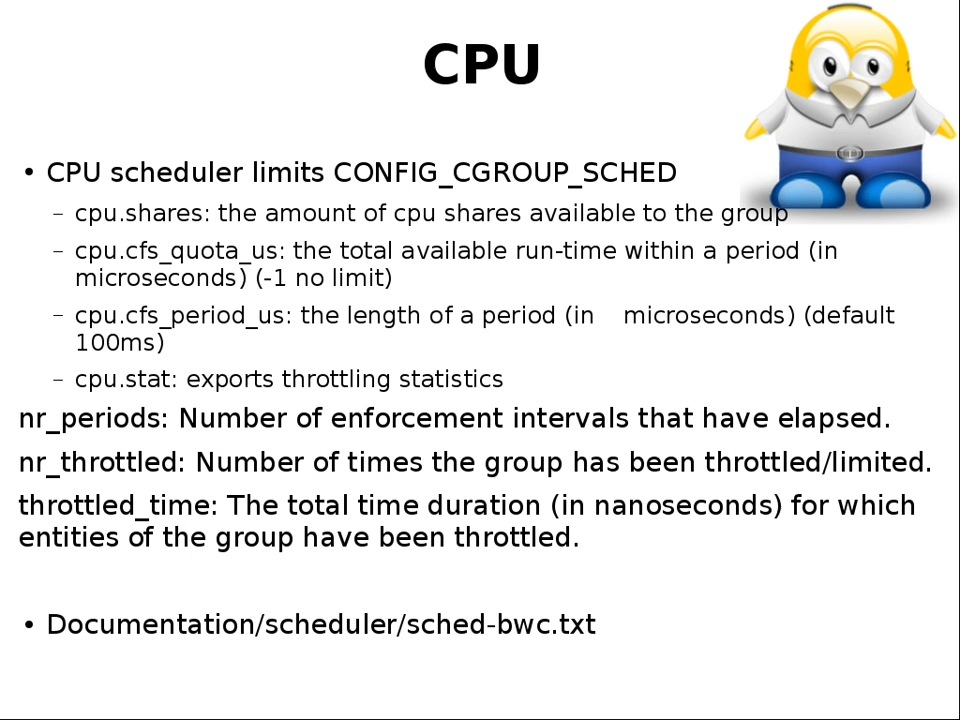 CPU
• CPU scheduler limits CONFIG_CGROUP_SCHED
– cpu.shares: the amount of cpu shares available to the group
– cpu.cfs_quota_us: the total available run-time within a period (in
microseconds) (-1 no limit)
– cpu.cfs_period_us: the length of a period (in    microseconds) (default
100ms)
– cpu.stat: exports throttling statistics
nr_periods: Number of enforcement intervals that have elapsed.
nr_throttled: Number of times the group has been throttled/limited.
throttled_time: The total time duration (in nanoseconds) for which
entities of the group have been throttled.
• Documentation/scheduler/sched-bwc.txt